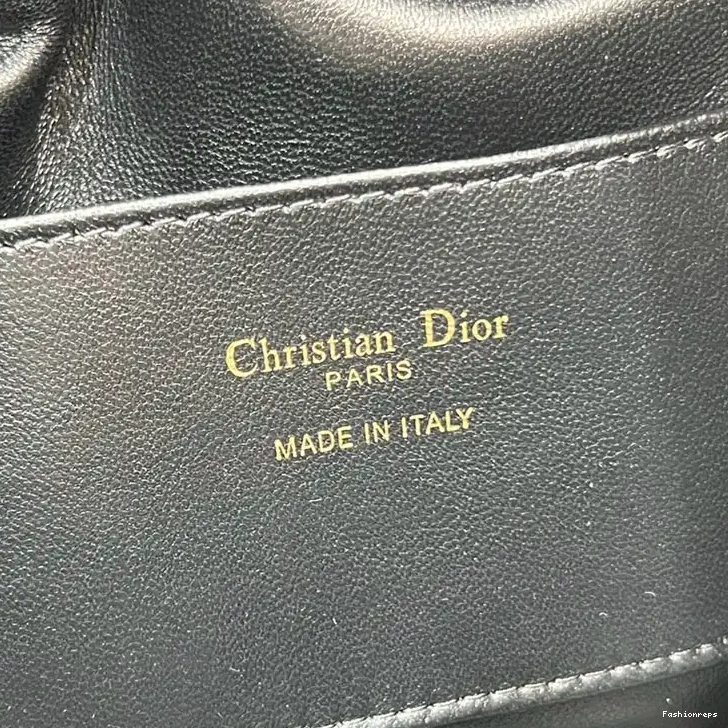 Christian Dior
PARIS
MADE IN ITALY
Fashionreps